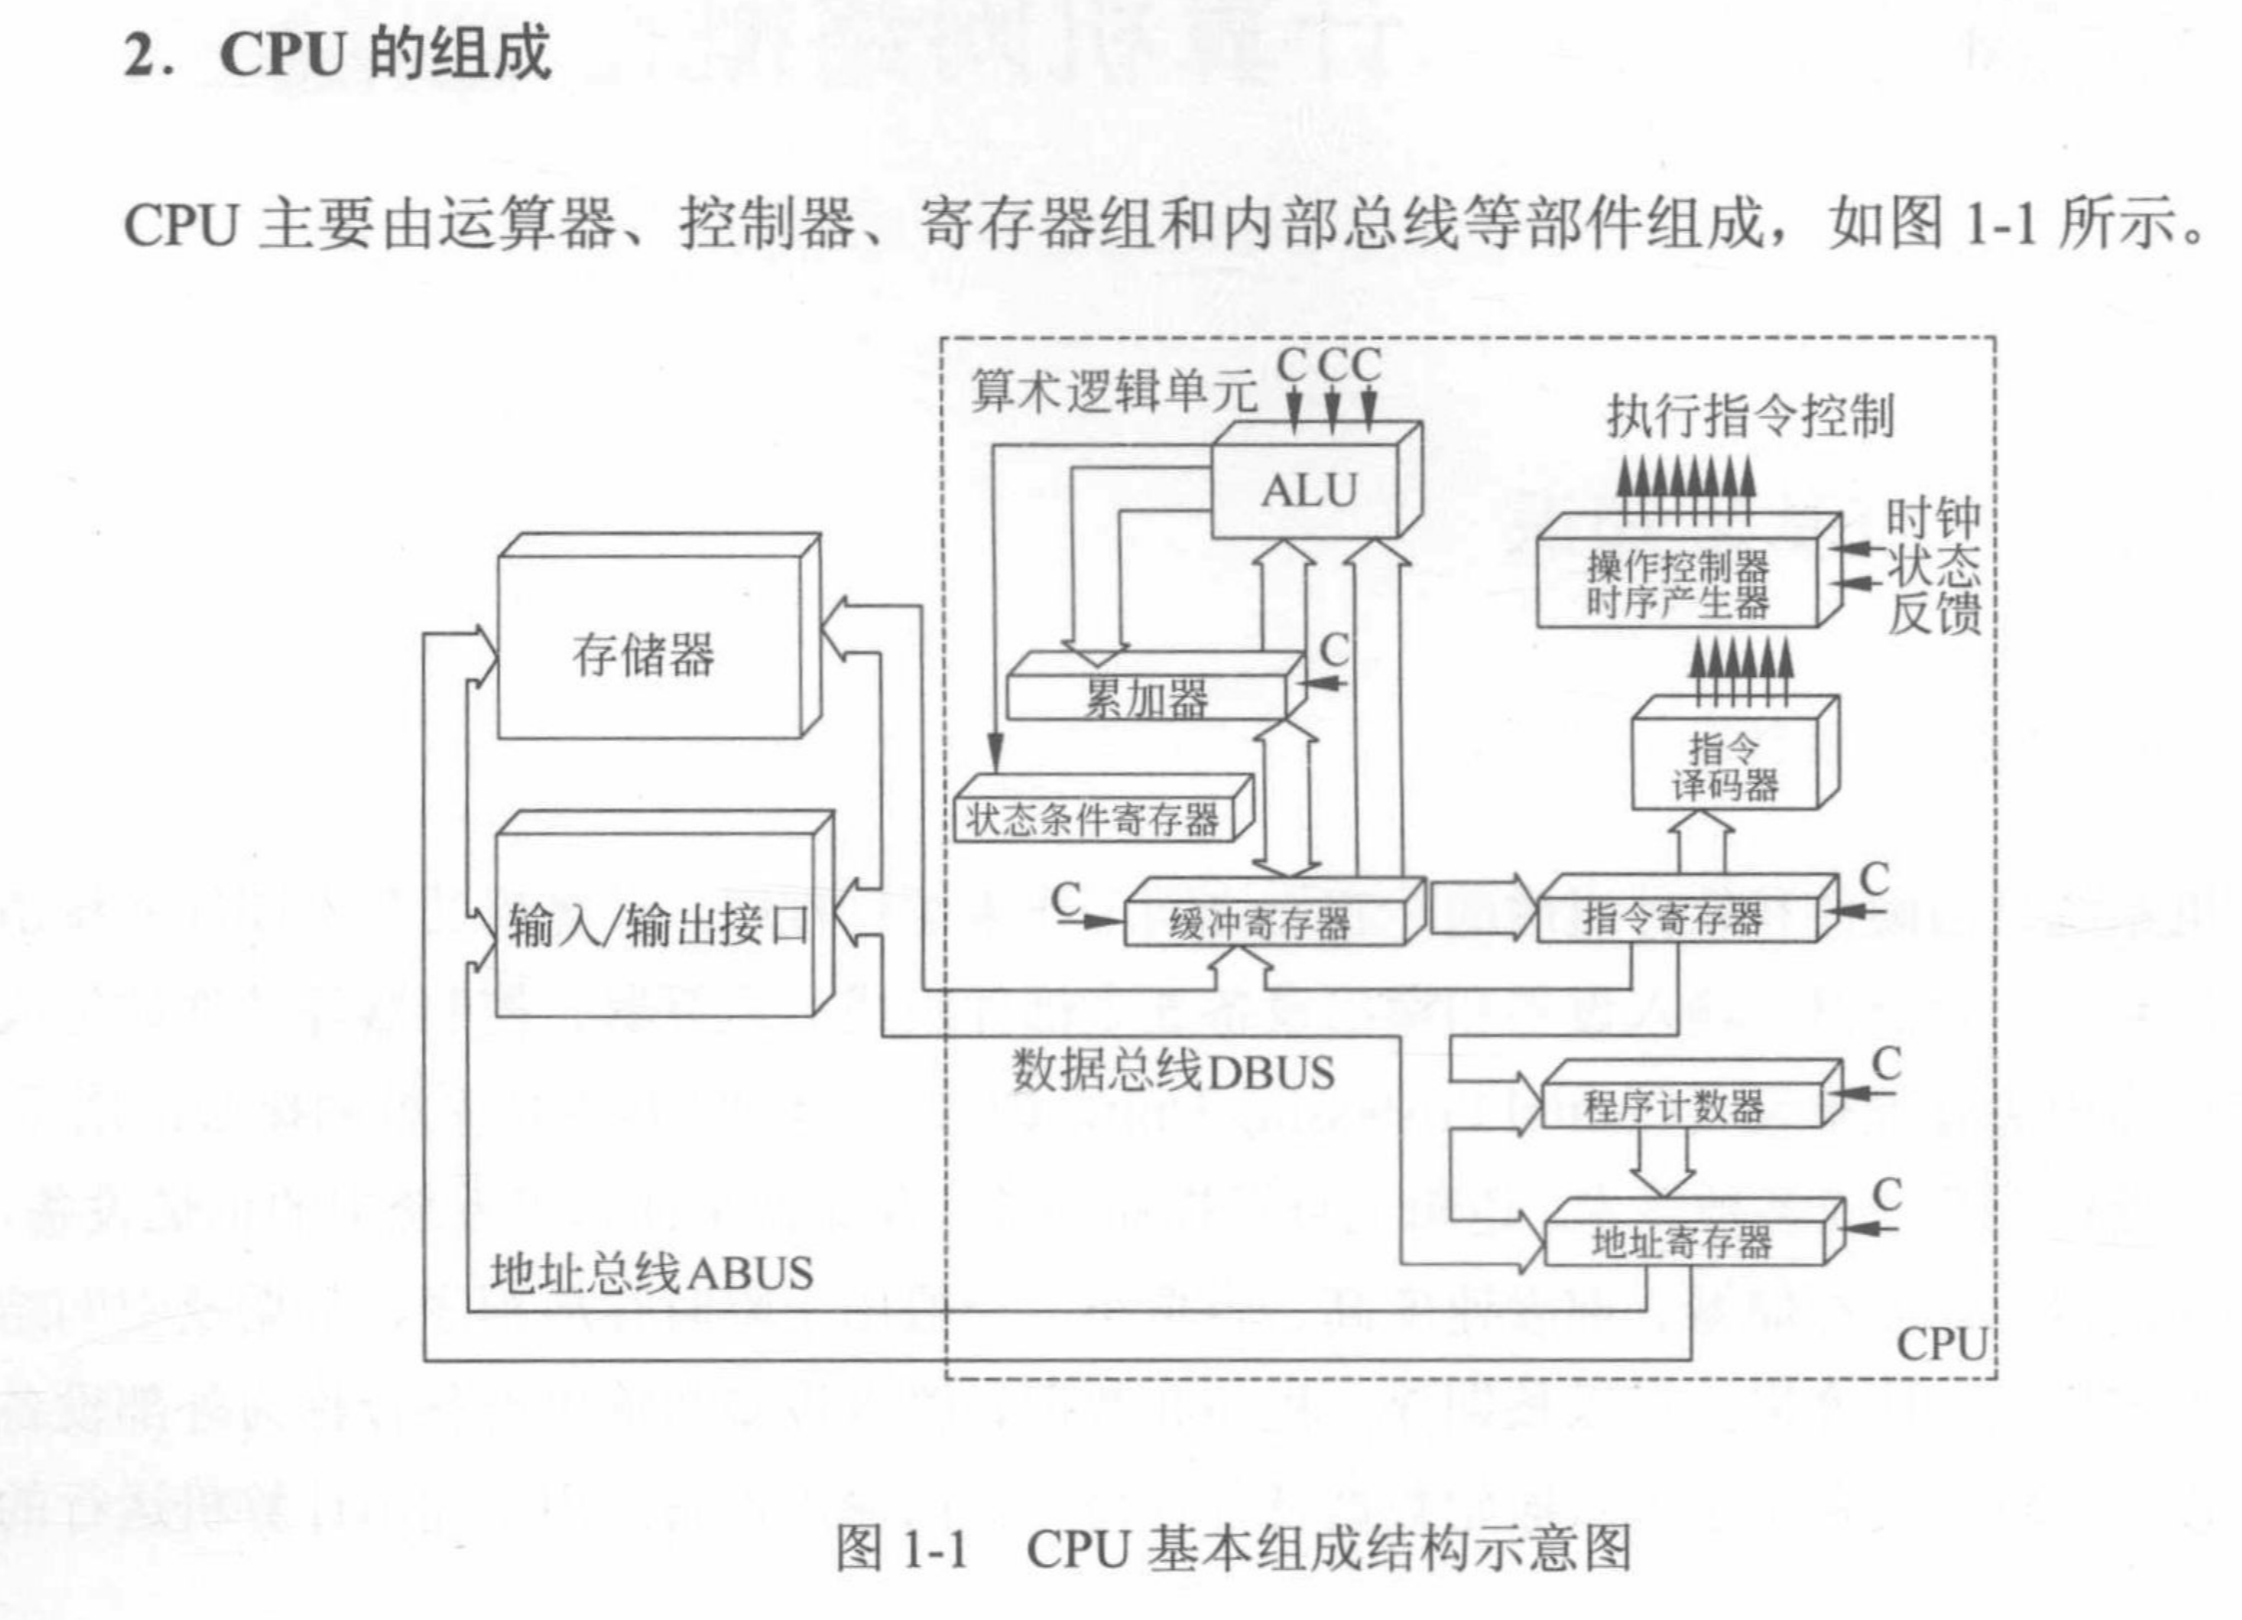 2. CPU 的组成
CPU 主要由运算器、控制器、寄存器组和内部总线等部件组成，如图 1-1 所示。
算术逻辑单元
C CC
执行指令控制
ALU
时钟
状态
反馈
操作控制器
时序产生器
存储器
C
累加器
指令
译码器
状态条件寄存器
C
缓冲寄存器
指令寄存器
C
输入/输出接口
数据总线DBUS
程序计数器
C
地址寄存器
C
地址总线ABUS
CPU
图 1-1 CPU 基本组成结构示意图